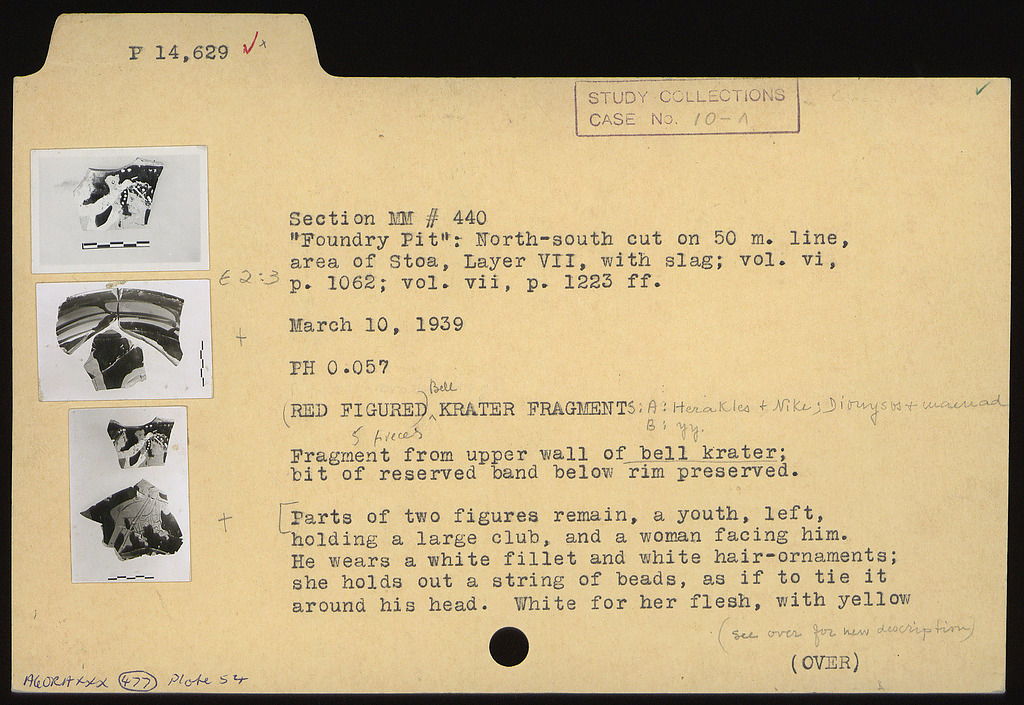 P 14,629 ✓ x
STUDY COLLECTIONS
CASE No. 10-A
Section MM # 440
"Foundry Pit": North-south cut on 50 m. line,
area of Stoa, Layer VII, with slag; vol. vi,
E 2:3
p. 1062; vol. vii, p. 1223 ff.
March 10, 1939
PH 0.057
Bell
(RED FIGURED) KRATER FRAGMENTS: A: Herakles + Nike; Dionysos + maenad
B: yy.
5 pieces
Fragment from upper wall of bell krater;
bit of reserved band below rim preserved.
[Parts of two figures remain, a youth, left,
holding a large club, and a woman facing him.
He wears a white fillet and white hair-ornaments;
she holds out a string of beads, as if to tie it
around his head. White for her flesh, with yellow
(see over for new description)
(OVER)
AGORA XXX 477 Plate 54